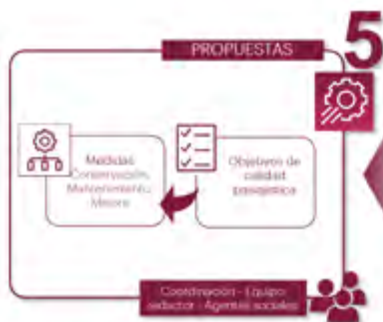 PROPUESTAS
5
Medidas
Conservación,
Mantenimiento,
Mejora
Objetivos de
calidad
paisajística
Coordinación - Equipo
redactor - Agentes sociales